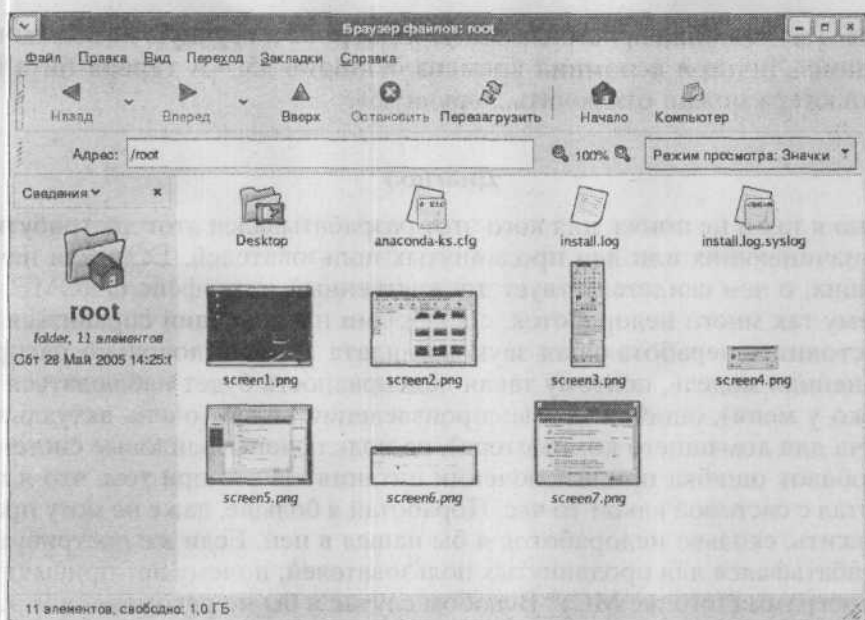 Браузер файлов: root
Файл Правка Вид Переход Закладки Справка
Назад Вперед Вверх Остановить Перезагрузить Начало Компьютер
Адрес: /root 100% Режим просмотра: Значки
Сведения
root
folder, 11 элементов
Сбт 28 Май 2005 14:25:
Desktop anaconda-ks.cfg install.log install.log.syslog
screen1.png screen2.png screen3.png screen4.png
screen5.png screen6.png screen7.png
11 элементов, свободно: 1,0 ГБ